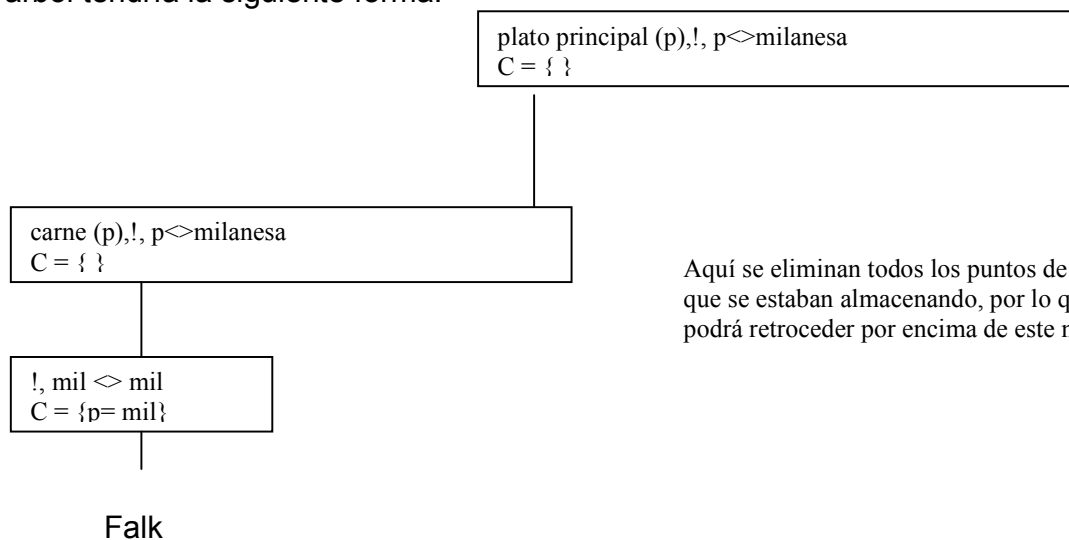 arbol tendría la siguiente forma:
plato principal (p),!, p<>milanesa
C = { }
carne (p),!, p<>milanesa
C = { }
Aquí se eliminan todos los puntos de
que se estaban almacenando, por lo q
podrá retroceder por encima de este n
!, mil <> mil
C = {p= mil}
Falk